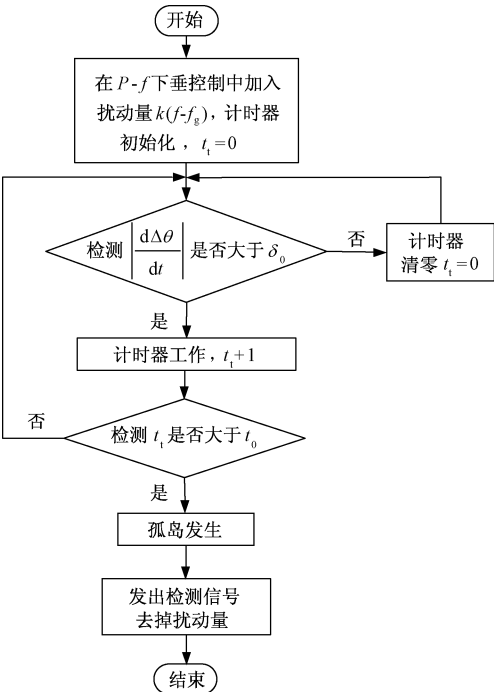 开始
在P-f下垂控制中加入
扰动量k(f-fg),计时器
初始化,tt=0
检测|dΔθ/dt|是否大于δ0
否
计时器
清零tt=0
是
计时器工作,tt+1
否
检测tt是否大于t0
是
孤岛发生
发出检测信号
去掉扰动量
结束